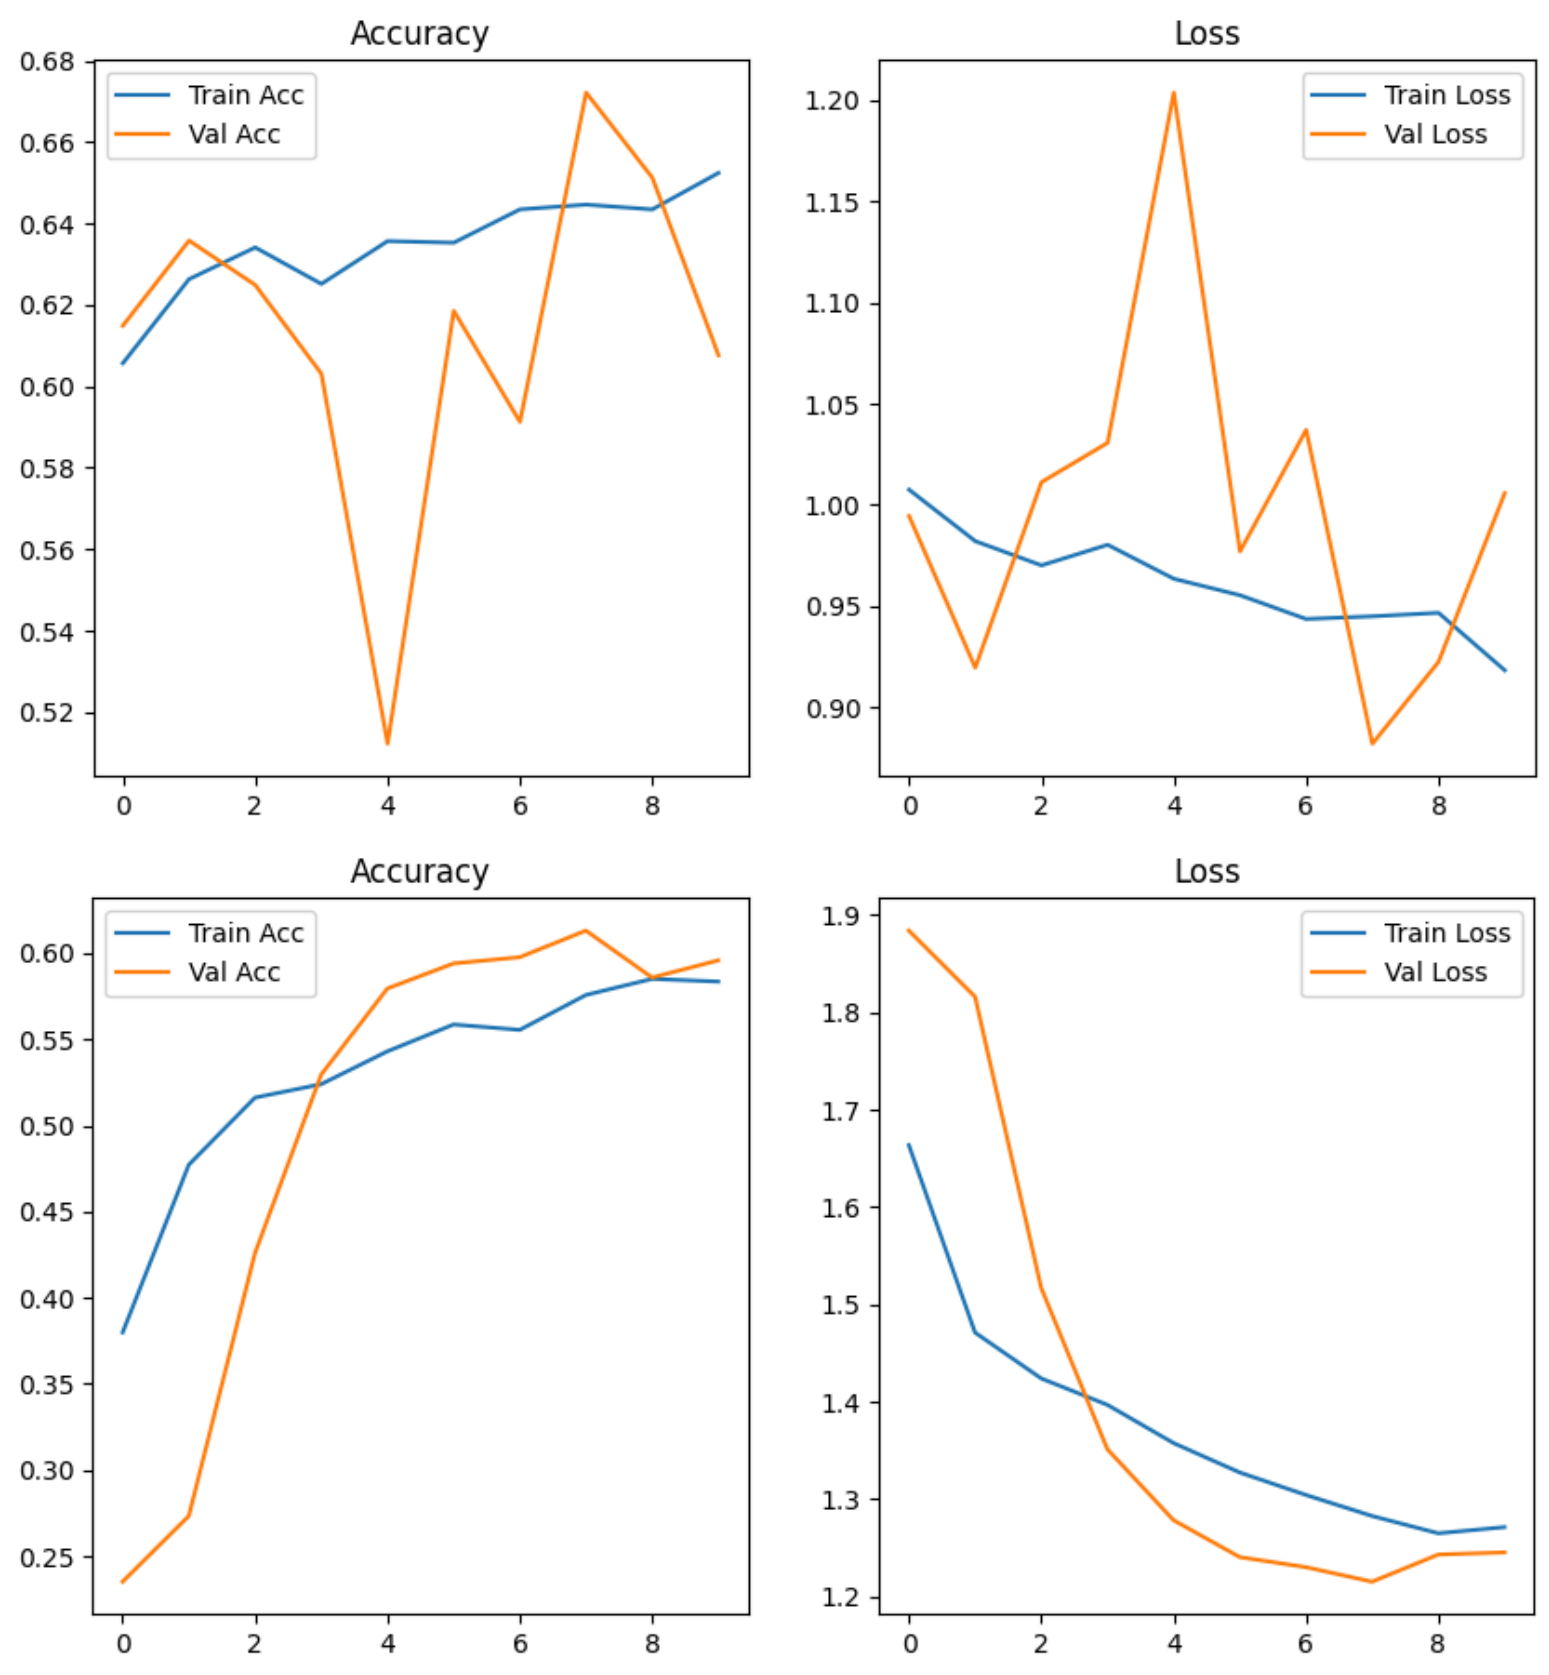 Accuracy
Train Acc
Val Acc
0.68
0.66
0.64
0.62
0.60
0.58
0.56
0.54
0.52
0 2 4 6 8
Loss
Train Loss
Val Loss
1.20
1.15
1.10
1.05
1.00
0.95
0.90
0 2 4 6 8
Accuracy
Train Acc
Val Acc
0.60
0.55
0.50
0.45
0.40
0.35
0.30
0.25
0 2 4 6 8
Loss
Train Loss
Val Loss
1.9
1.8
1.7
1.6
1.5
1.4
1.3
1.2
0 2 4 6 8